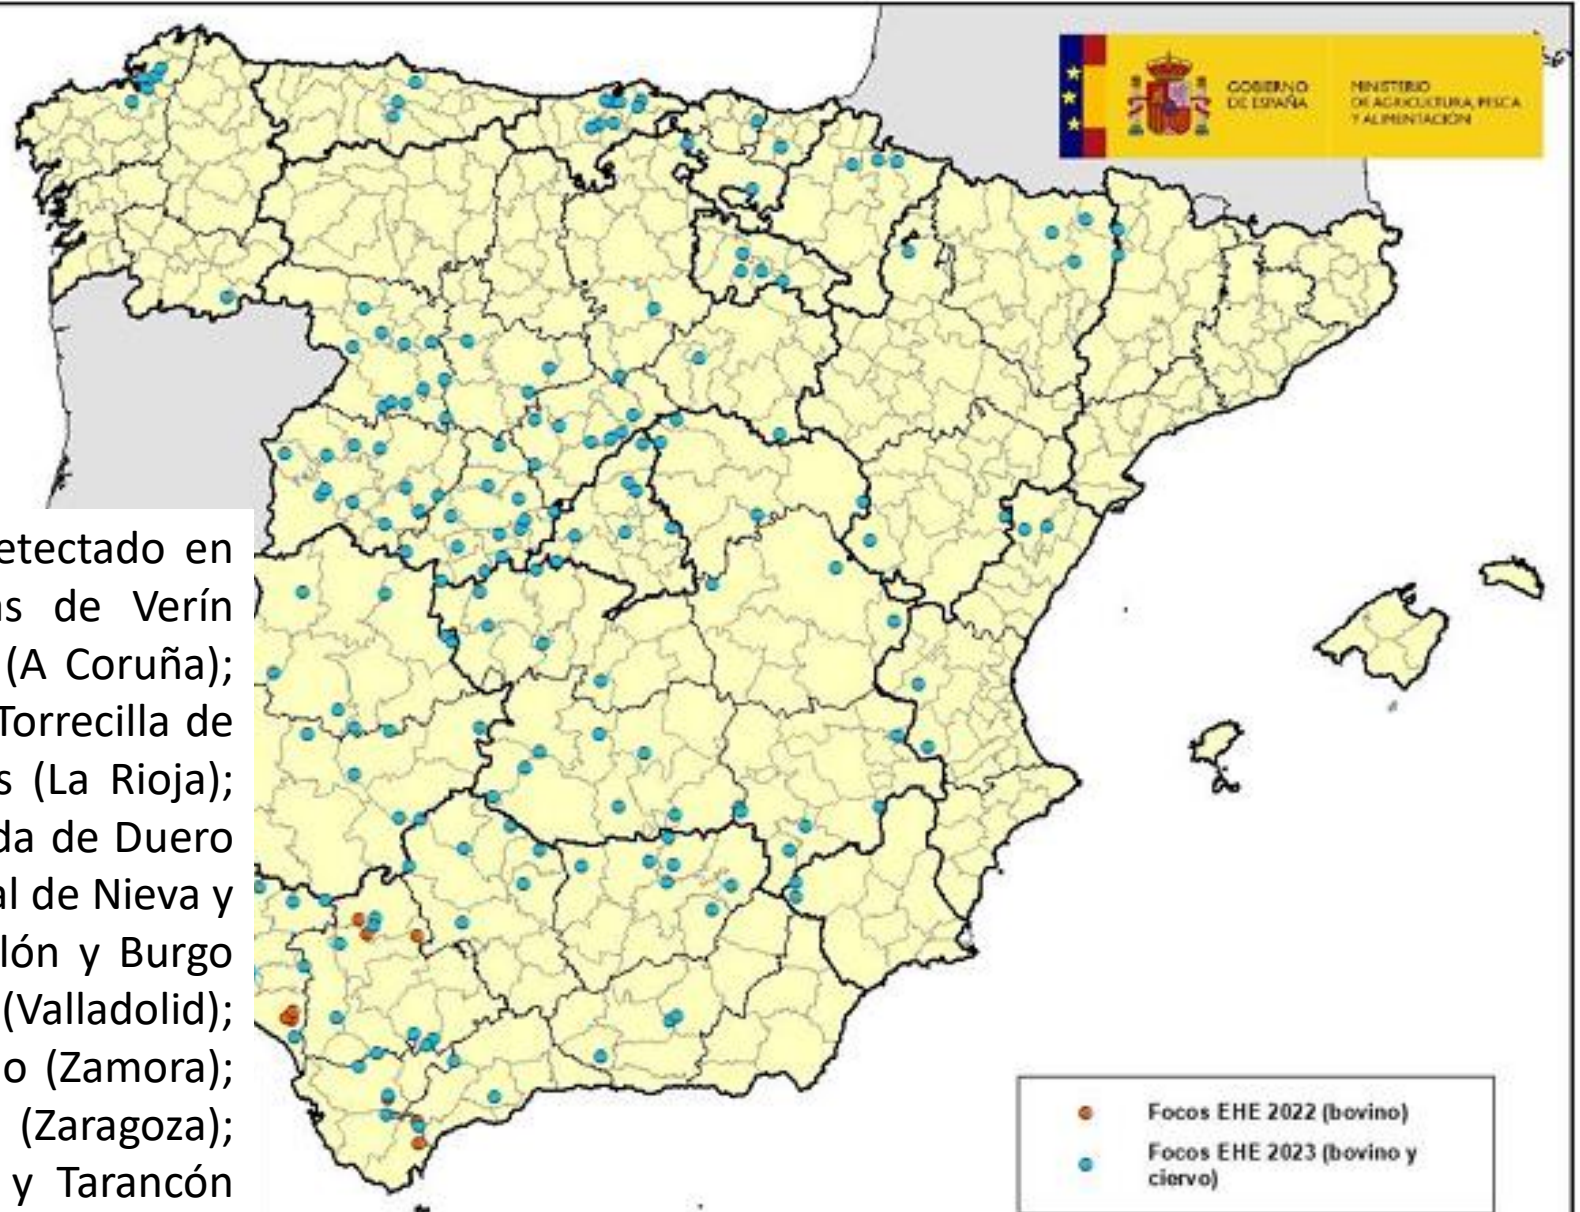 GOBIERNO
DE ESPAÑA
MINISTERIO
DE AGRICULTURA, PESCA
Y ALIMENTACIÓN
etectado en
as de Verín
(A Coruña);
Torrecilla de
s (La Rioja);
da de Duero
al de Nieva y
lón y Burgo
(Valladolid);
o (Zamora);
(Zaragoza);
y Tarancón
Focos EHE 2022 (bovino)
Focos EHE 2023 (bovino y
ciervo)